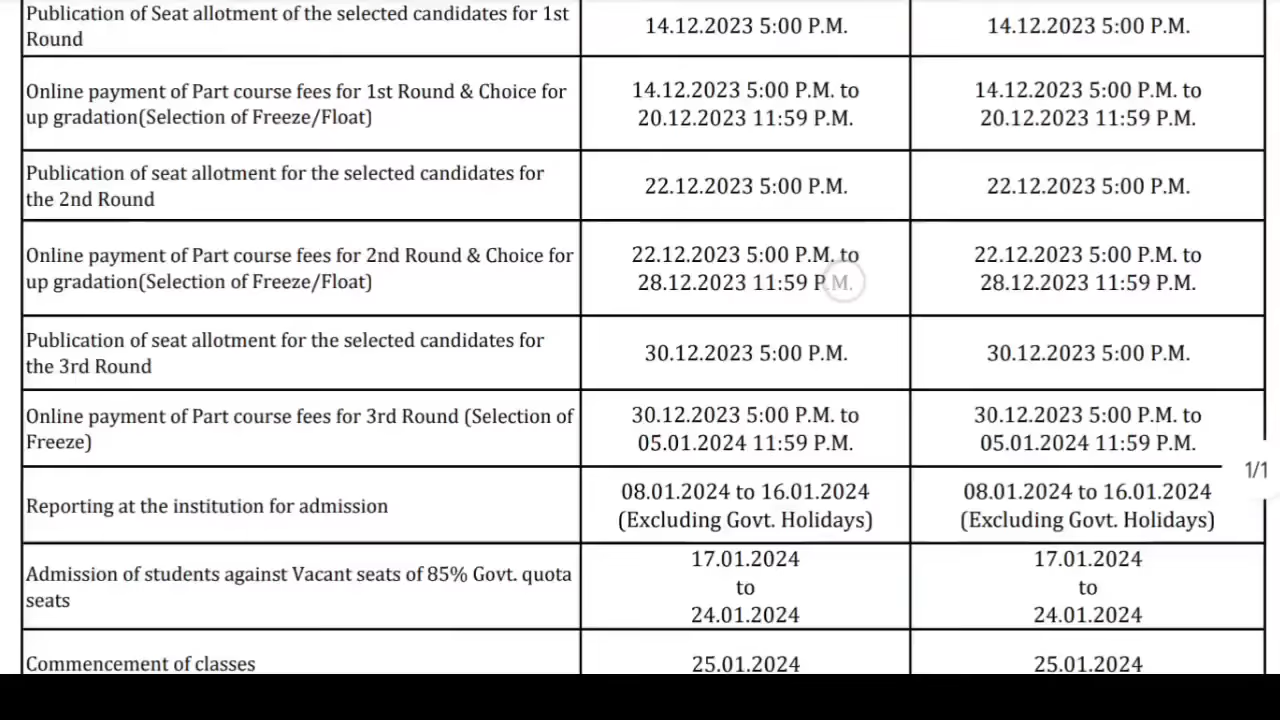 Publication of Seat allotment of the selected candidates for 1st
Round
14.12.2023 5:00 P.M.
14.12.2023 5:00 P.M.
Online payment of Part course fees for 1st Round & Choice for
up gradation(Selection of Freeze/Float)
14.12.2023 5:00 P.M. to
20.12.2023 11:59 P.M.
14.12.2023 5:00 P.M. to
20.12.2023 11:59 P.M.
Publication of seat allotment for the selected candidates for
the 2nd Round
22.12.2023 5:00 P.M.
22.12.2023 5:00 P.M.
Online payment of Part course fees for 2nd Round & Choice for
up gradation(Selection of Freeze/Float)
22.12.2023 5:00 P.M. to
28.12.2023 11:59 P.M.
22.12.2023 5:00 P.M. to
28.12.2023 11:59 P.M.
Publication of seat allotment for the selected candidates for
the 3rd Round
30.12.2023 5:00 P.M.
30.12.2023 5:00 P.M.
Online payment of Part course fees for 3rd Round (Selection of
Freeze)
30.12.2023 5:00 P.M. to
05.01.2024 11:59 P.M.
30.12.2023 5:00 P.M. to
05.01.2024 11:59 P.M.
1/1
Reporting at the institution for admission
08.01.2024 to 16.01.2024
(Excluding Govt. Holidays)
08.01.2024 to 16.01.2024
(Excluding Govt. Holidays)
Admission of students against Vacant seats of 85% Govt. quota
seats
17.01.2024
to
24.01.2024
17.01.2024
to
24.01.2024
Commencement of classes
25.01.2024
25.01.2024